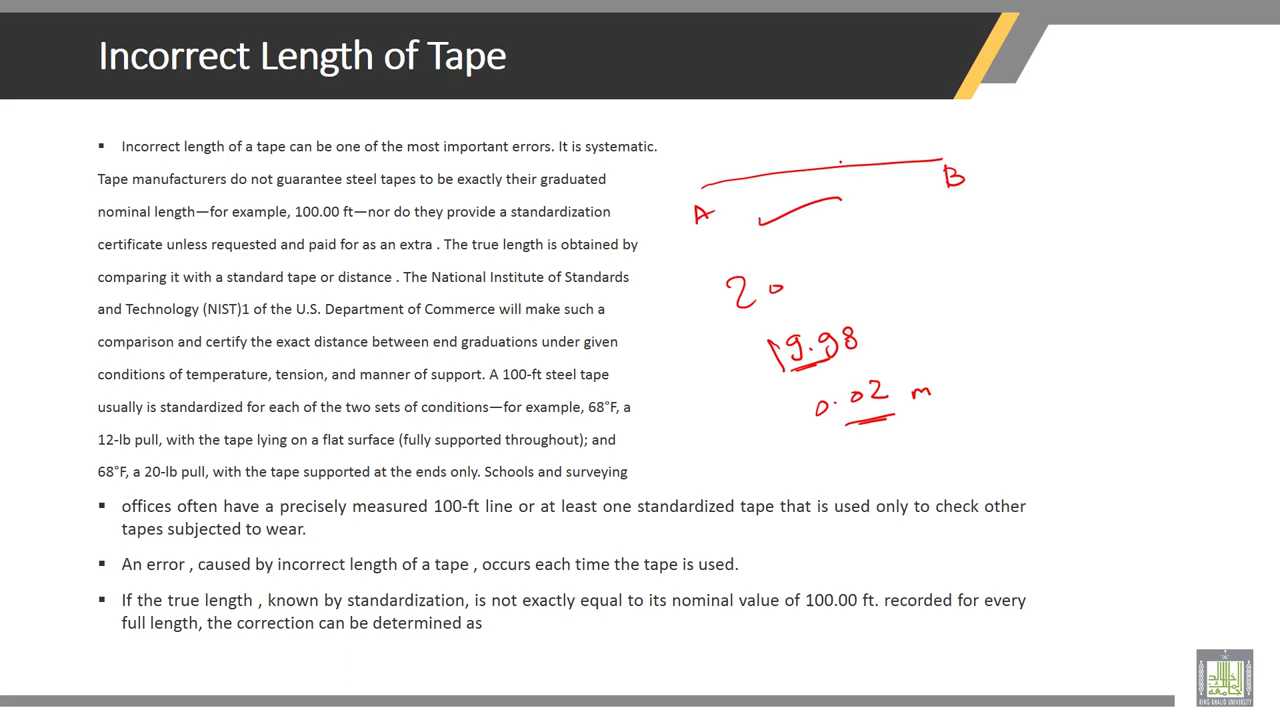 Incorrect Length of Tape
▪ Incorrect length of a tape can be one of the most important errors. It is systematic.
Tape manufacturers do not guarantee steel tapes to be exactly their graduated
nominal length—for example, 100.00 ft—nor do they provide a standardization
certificate unless requested and paid for as an extra . The true length is obtained by
comparing it with a standard tape or distance . The National Institute of Standards
and Technology (NIST)1 of the U.S. Department of Commerce will make such a
comparison and certify the exact distance between end graduations under given
conditions of temperature, tension, and manner of support. A 100-ft steel tape
usually is standardized for each of the two sets of conditions—for example, 68°F, a
12-lb pull, with the tape lying on a flat surface (fully supported throughout); and
68°F, a 20-lb pull, with the tape supported at the ends only. Schools and surveying
▪ offices often have a precisely measured 100-ft line or at least one standardized tape that is used only to check other
tapes subjected to wear.
▪ An error , caused by incorrect length of a tape , occurs each time the tape is used.
▪ If the true length , known by standardization, is not exactly equal to its nominal value of 100.00 ft. recorded for every
full length, the correction can be determined as
A
B
20
19.98
0.02 m
KING KHALID UNIVERSITY